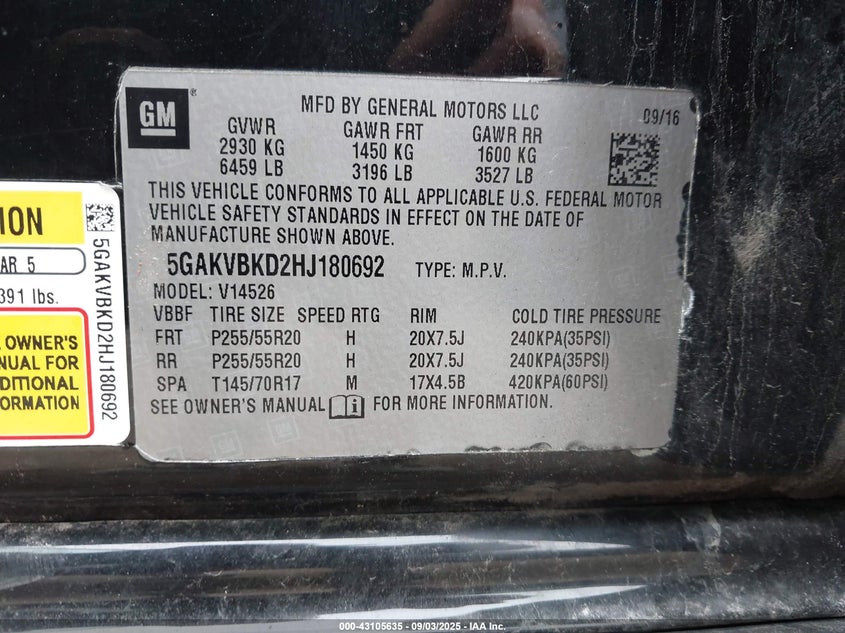 GM
MFD BY GENERAL MOTORS LLC
09/16
GVWR GAWR FRT GAWR RR
2930 KG 1450 KG 1600 KG
6459 LB 3196 LB 3527 LB
THIS VEHICLE CONFORMS TO ALL APPLICABLE U.S. FEDERAL MOTOR
VEHICLE SAFETY STANDARDS IN EFFECT ON THE DATE OF
MANUFACTURE SHOWN ABOVE.
5GAKVBKD2HJ180692 TYPE: M.P.V.
MODEL: V14526
VBBF TIRE SIZE SPEED RTG RIM COLD TIRE PRESSURE
FRT P255/55R20 H 20X7.5J 240KPA(35PSI)
RR P255/55R20 H 20X7.5J 240KPA(35PSI)
SPA T145/70R17 M 17X4.5B 420KPA(60PSI)
SEE OWNER'S MANUAL i FOR MORE INFORMATION.
ION
AR 5
391 lbs.
OWNER'S
NUAL FOR
DITIONAL
ORMATION
5GAKVBKD2HJ180692
000-43105635 - 09/03/2025 - IAA Inc.